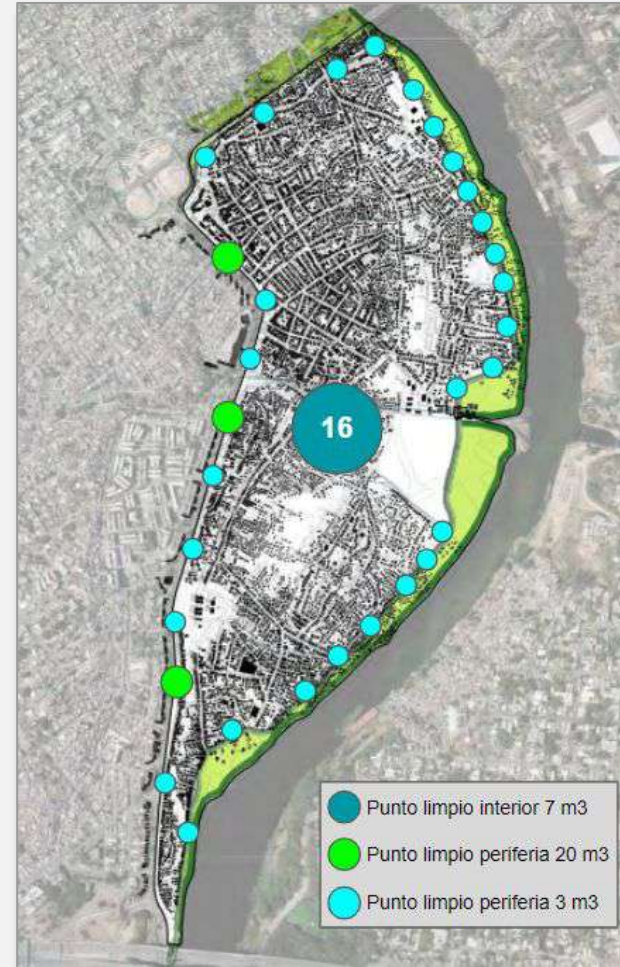 16
Punto limpio interior 7 m3
Punto limpio periferia 20 m3
Punto limpio periferia 3 m3